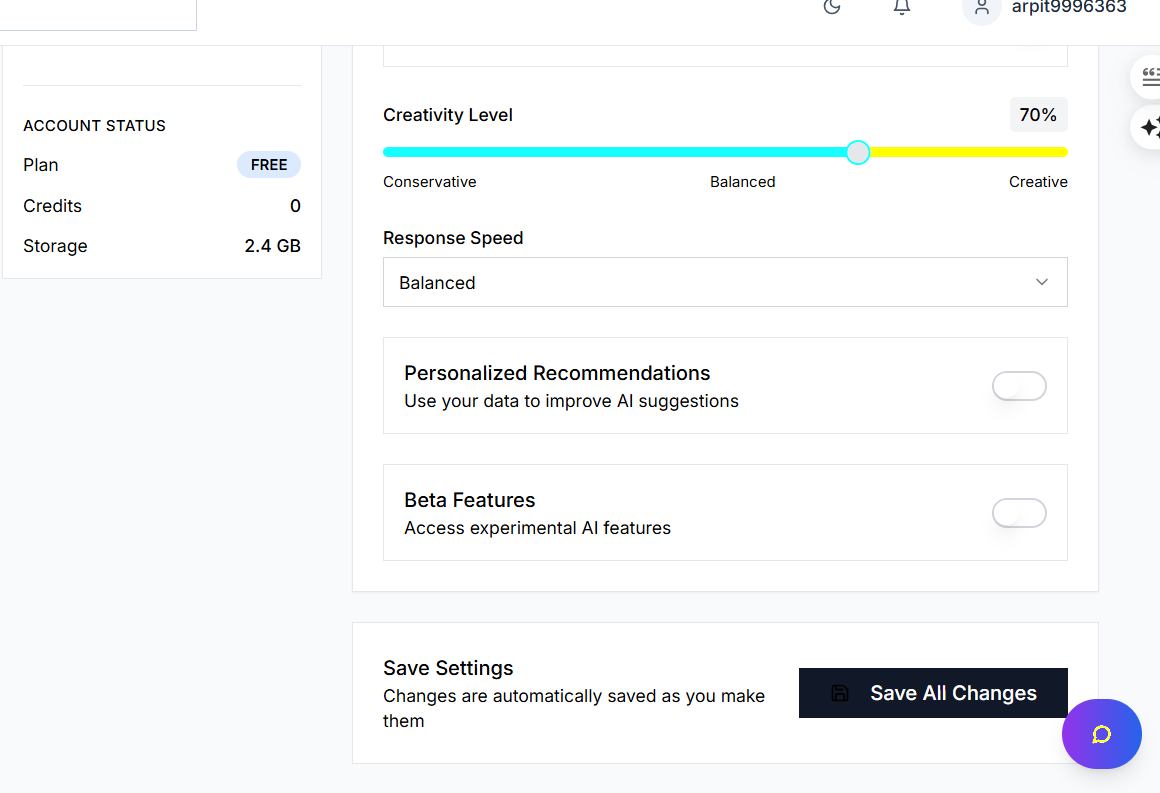 arpit9996363
ACCOUNT STATUS
Plan
FREE
Credits
0
Storage
2.4 GB
Creativity Level
70%
Conservative
Balanced
Creative
Response Speed
Balanced
Personalized Recommendations
Use your data to improve AI suggestions
Beta Features
Access experimental AI features
Save Settings
Changes are automatically saved as you make
them
Save All Changes